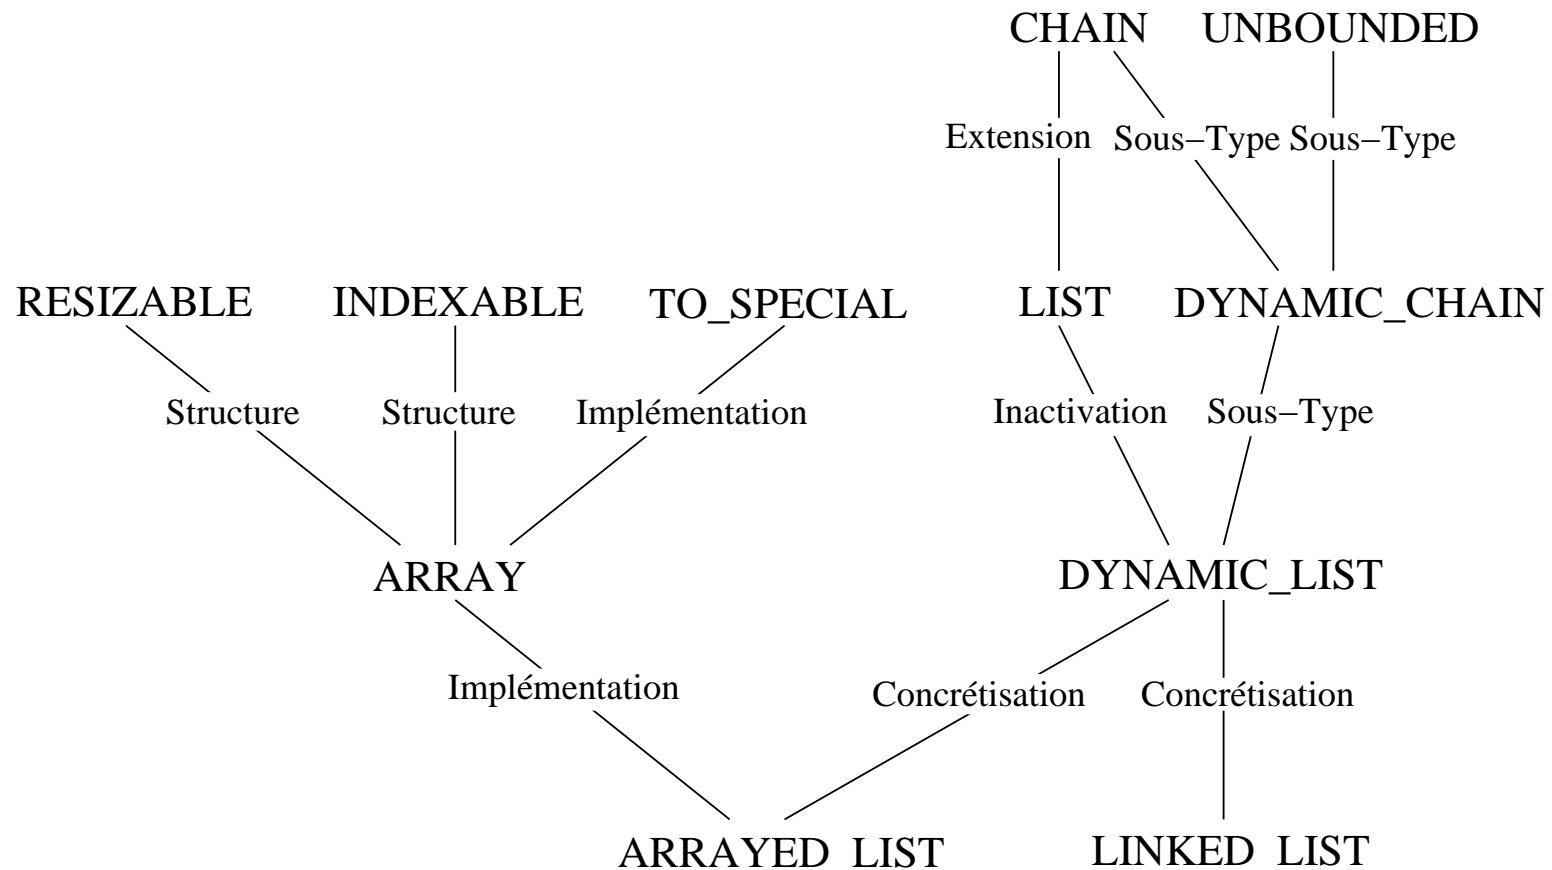 CHAIN UNBOUNDED
Extension Sous−Type Sous−Type
RESIZABLE INDEXABLE TO_SPECIAL LIST DYNAMIC_CHAIN
Structure Structure Implémentation Inactivation Sous−Type
ARRAY DYNAMIC_LIST
Implémentation Concrétisation Concrétisation
ARRAYED LIST LINKED LIST